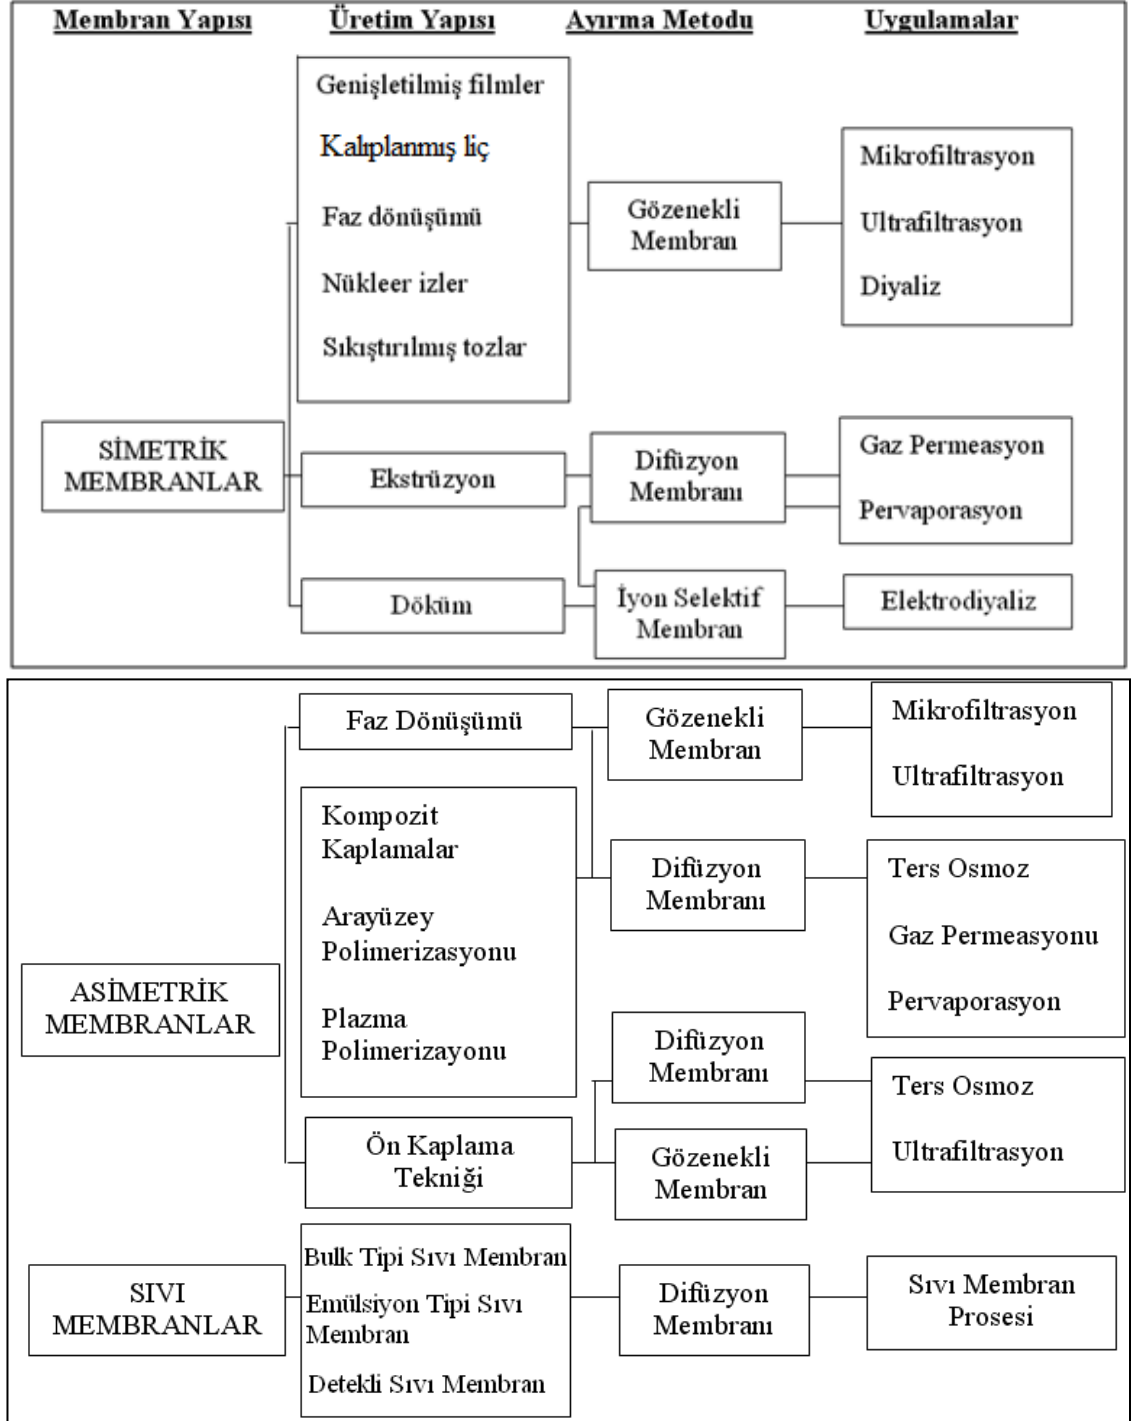 Membran Yapısı Üretim Yapısı Ayırma Metodu Uygulamalar
Genişletilmiş filmler
Kalıplanmış liç
Faz dönüşümü
Nükleer izler
Sıkıştırılmış tozlar
Gözenekli
Membran
Mikrofiltrasyon
Ultrafiltrasyon
Diyaliz
SİMETRİK
MEMBRANLAR
Ekstrüzyon
Difüzyon
Membranı
Gaz Permeasyon
Pervaporasyon
Döküm
İyon Selektif
Membran
Elektrodiyaliz
Faz Dönüşümü
Gözenekli
Membran
Mikrofiltrasyon
Ultrafiltrasyon
Kompozit
Kaplamalar
Arayüzey
Polimerizasyonu
Plazma
Polimerizayonu
Difüzyon
Membranı
Ters Osmoz
Gaz Permeasyonu
Pervaporasyon
ASİMETRİK
MEMBRANLAR
Difüzyon
Membranı
Ters Osmoz
Ultrafiltrasyon
Ön Kaplama
Tekniği
Gözenekli
Membran
SIVI
MEMBRANLAR
Bulk Tipi Sıvı Membran
Emülsiyon Tipi Sıvı
Membran
Detekli Sıvı Membran
Difüzyon
Membranı
Sıvı Membran
Prosesi